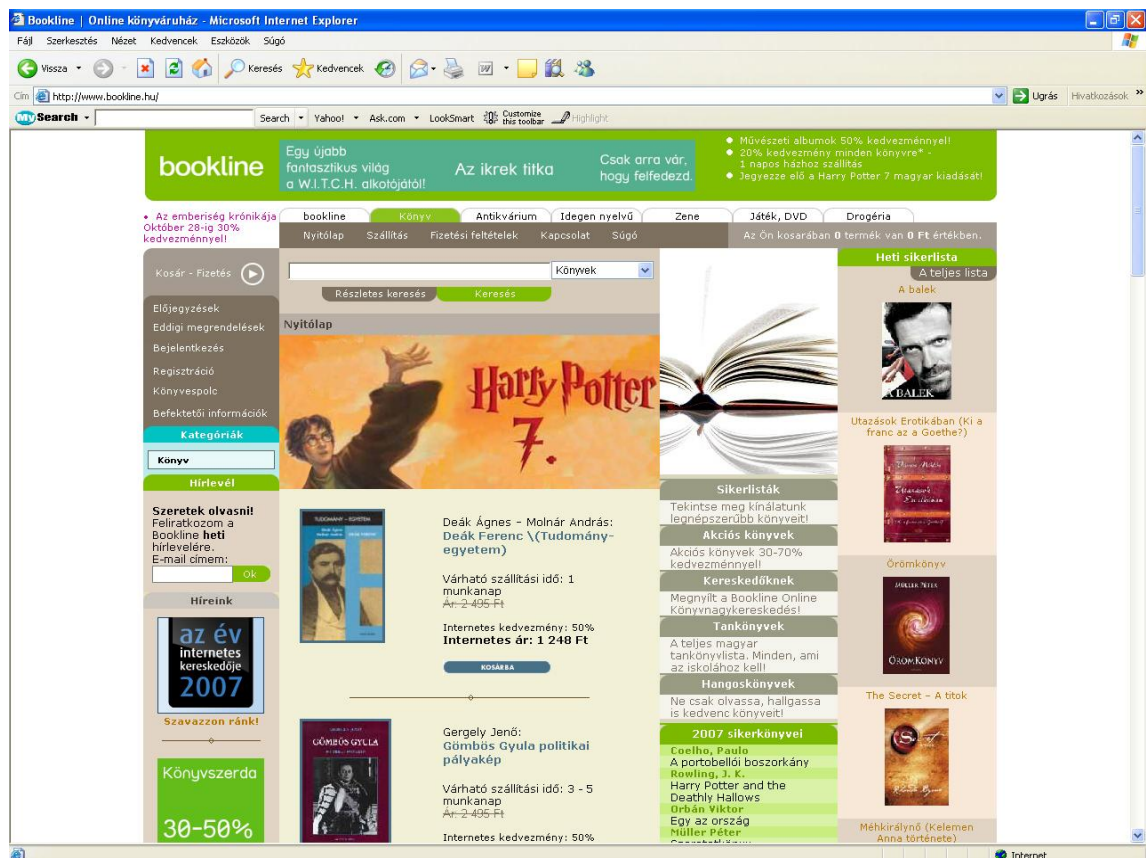 Bookline | Online könyváruház - Microsoft Internet Explorer
Fájl Szerkesztés Nézet Kedvencek Eszközök Súgó
Vissza Keresés Kedvencek
Cím http://www.bookline.hu/ Ugrás Hivatkozások
My Search Search Yahoo! Ask.com LookSmart Customize this toolbar Highlight
bookline
Egy újabb
fantasztikus világ
a W.I.T.C.H. alkotójától!
Az ikrek titka
Csak arra vár,
hogy felfedezd.
Művészeti albumok 50% kedvezménnyel!
20% kedvezmény minden könyvre* -
1 napos házhoz
szállítás
Jegyezze elő a Harry Potter 7 magyar kiadását!
Az emberiség krónikája
Október 28-ig 30%
kedvezménnyel!
bookline Könyv Antikvárium Idegen nyelvű Zene Játék, DVD Drogéria
Nyitólap Szállítás Fizetési feltételek Kapcsolat Súgó
Az Ön kosarában 0 termék van 0 Ft értékben.
Kosár - Fizetés
Előjegyzések
Eddigi megrendelések
Bejelentkezés
Regisztráció
Könyvespolc
Befektetői információk
Kategóriák
Könyv
Hírlevél
Szeretek olvasni!
Feliratkozom a
Bookline heti
hírlevelére.
E-mail címem:
Ok
Híreink
az év
internetes
kereskedője
2007
Szavazzon ránk!
Könyvszerda
30-50%
Könyvek
Részletes keresés Keresés
Nyitólap
Harry Potter
7.
TUDOMÁNY - EGYETEM
Deák Ágnes - Molnár András:
Deák Ferenc \(Tudomány-
egyetem)
Várható szállítási idő: 1
munkanap
Ár: 2 495 Ft
Internetes kedvezmény: 50%
Internetes ár: 1 248 Ft
KOSÁRBA
GÖMBÖS GYULA
Gergely Jenő:
Gömbös Gyula politikai
pályakép
Várható szállítási idő: 3 - 5
munkanap
Ár: 2 495 Ft
Internetes kedvezmény: 50%
Sikerlisták
Tekintse meg kínálatunk
legnépszerűbb könyveit!
Akciós könyvek
Akciós könyvek 30-70%
kedvezménnyel!
Kereskedőknek
Megnyílt a Bookline Online
Könyvnagykereskedés!
Tankönyvek
A teljes magyar
tankönyvlista. Minden, ami
az iskolához kell!
Hangoskönyvek
Ne csak olvassa, hallgassa
is kedvenc könyveit!
2007 sikerkönyvei
Coelho, Paulo
A portobellói boszorkány
Rowling, J. K.
Harry Potter and the
Deathly Hallows
Orbán Viktor
Egy az ország
Müller Péter
Heti sikerlista
A teljes lista
A balek
A BALEK
Utazások Erotikában (Ki a
franc az a Goethe?)
Örömkönyv
MÜLLER PÉTER
ÖRÖMKÖNYV
The Secret - A titok
Secret
Méhkirálynő (Kelemen
Anna története)
Internet